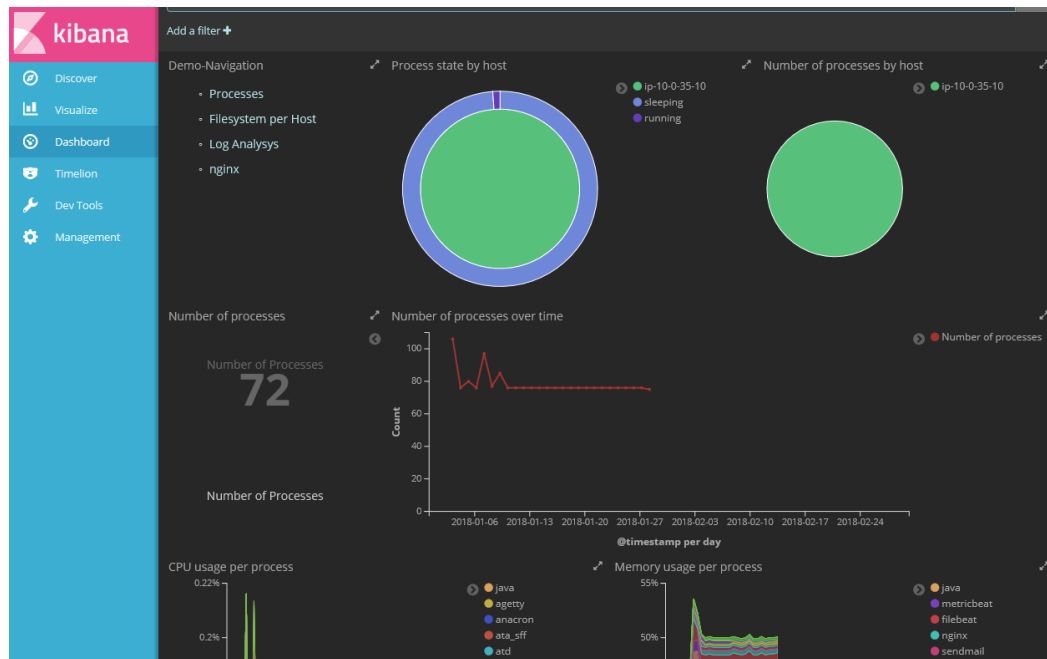 kibana
Discover
Visualize
Dashboard
Timelion
Dev Tools
Management
Add a filter +
Demo-Navigation
Processes
Filesystem per Host
Log Analysys
nginx
Process state by host
ip-10-0-35-10
sleeping
running
Number of processes by host
ip-10-0-35-10
Number of processes
Number of Processes
72
Number of Processes
Number of processes over time
100
80
60
40
20
0
Count
2018-01-06 2018-01-13 2018-01-20 2018-01-27 2018-02-03 2018-02-10 2018-02-17 2018-02-24
@timestamp per day
Number of processes
CPU usage per process
0.22%
0.2%
java
agetty
anacron
ata_sff
atd
Memory usage per process
55%
50%
java
metricbeat
filebeat
nginx
sendmail